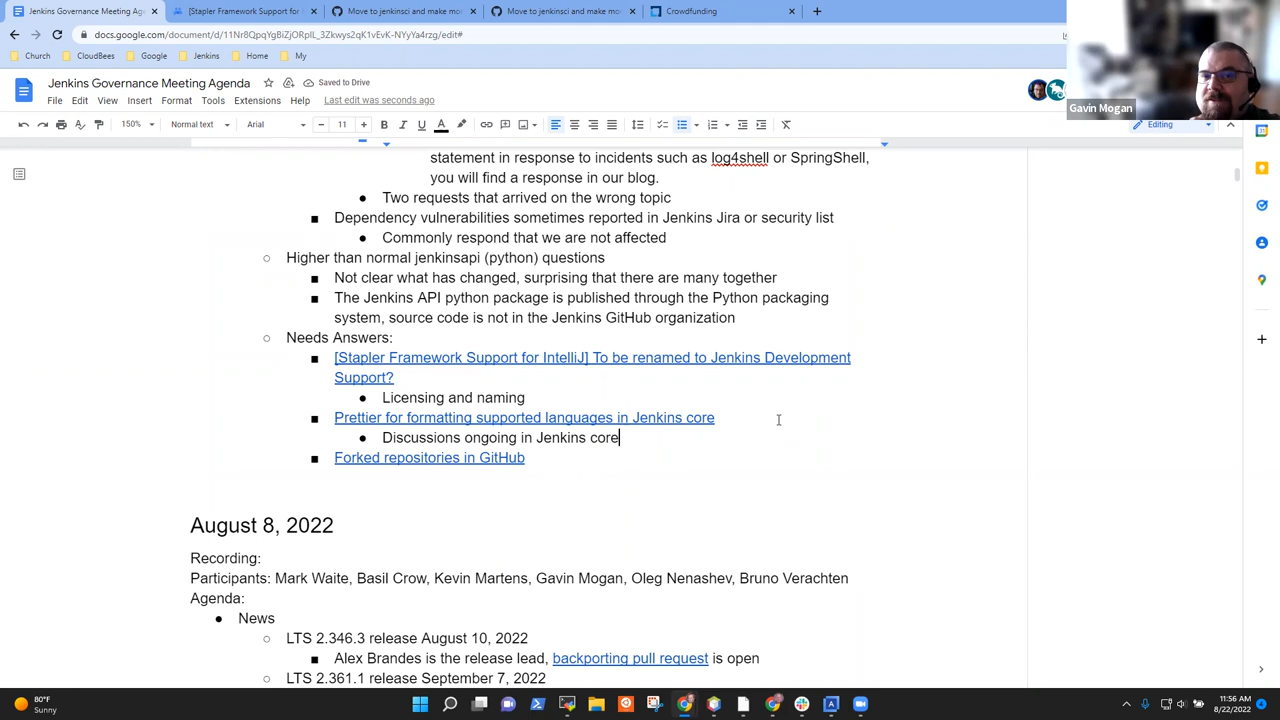 Jenkins Governance Meeting Age
[Stapler Framework Support for
Move to jenkinsci and make mo
Move to jenkinsci and make mo
Crowdfunding
docs.google.com/document/d/11Nr8QpqYgBiZjORpIL_3Zkwys2qK1vEvK-NYyYa4rzg/edit#
Church
CloudBees
Google
Jenkins
Home
My
Jenkins Governance Meeting Agenda
Saved to Drive
File Edit View Insert Format Tools Extensions Help Last edit was seconds ago
Gavin Mogan
150% Normal text Arial 11 Editing
statement in response to incidents such as log4shell or SpringShell,
you will find a response in our blog.
Two requests that arrived on the wrong topic
Dependency vulnerabilities sometimes reported in Jenkins Jira or security list
Commonly respond that we are not affected
Higher than normal jenkinsapi (python) questions
Not clear what has changed, surprising that there are many together
The Jenkins API python package is published through the Python packaging
system, source code is not in the Jenkins GitHub organization
Needs Answers:
[Stapler Framework Support for IntelliJ] To be renamed to Jenkins Development
Support?
Licensing and naming
Prettier for formatting supported languages in Jenkins core
Discussions ongoing in Jenkins core
Forked repositories in GitHub
August 8, 2022
Recording:
Participants: Mark Waite, Basil Crow, Kevin Martens, Gavin Mogan, Oleg Nenashev, Bruno Verachten
Agenda:
News
LTS 2.346.3 release August 10, 2022
Alex Brandes is the release lead, backporting pull request is open
LTS 2.361.1 release September 7, 2022
80°F
Sunny
11:56 AM
8/22/2022